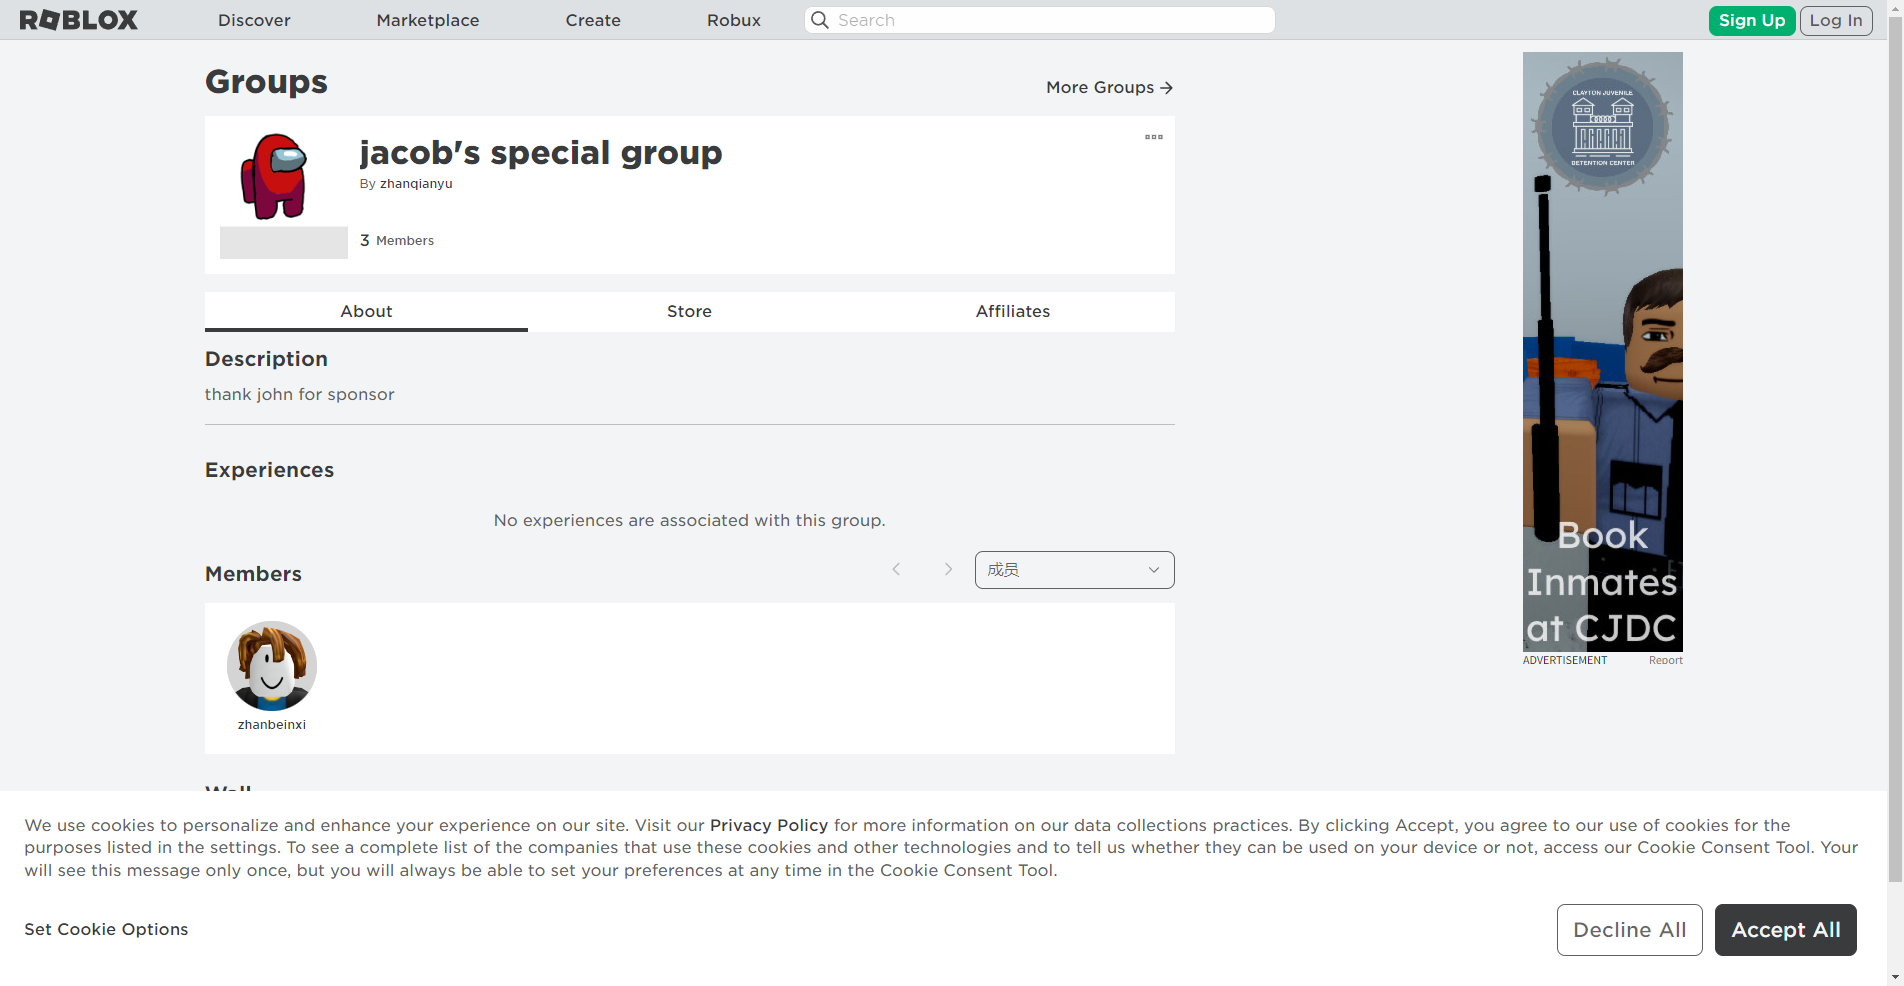 ROBLOX
Discover
Marketplace
Create
Robux
Search
Sign Up
Log In
Groups
More Groups
jacob's special group
By zhanqianyu
3 Members
About
Store
Affiliates
Description
thank john for sponsor
Experiences
No experiences are associated with this group.
Members
成员
zhanbeinxi
CLAYTON JUVENILE
DETENTION CENTER
Book
Inmates
at CJDC
ADVERTISEMENT
Report
Wall
We use cookies to personalize and enhance your experience on our site. Visit our Privacy Policy for more information on our data collections practices. By clicking Accept, you agree to our use of cookies for the
purposes listed in the settings. To see a complete list of the companies that use these cookies and other technologies and to tell us whether they can be used on your device or not, access our Cookie Consent Tool. Your
will see this message only once, but you will always be able to set your preferences at any time in the Cookie Consent Tool.
Set Cookie Options
Decline All
Accept All